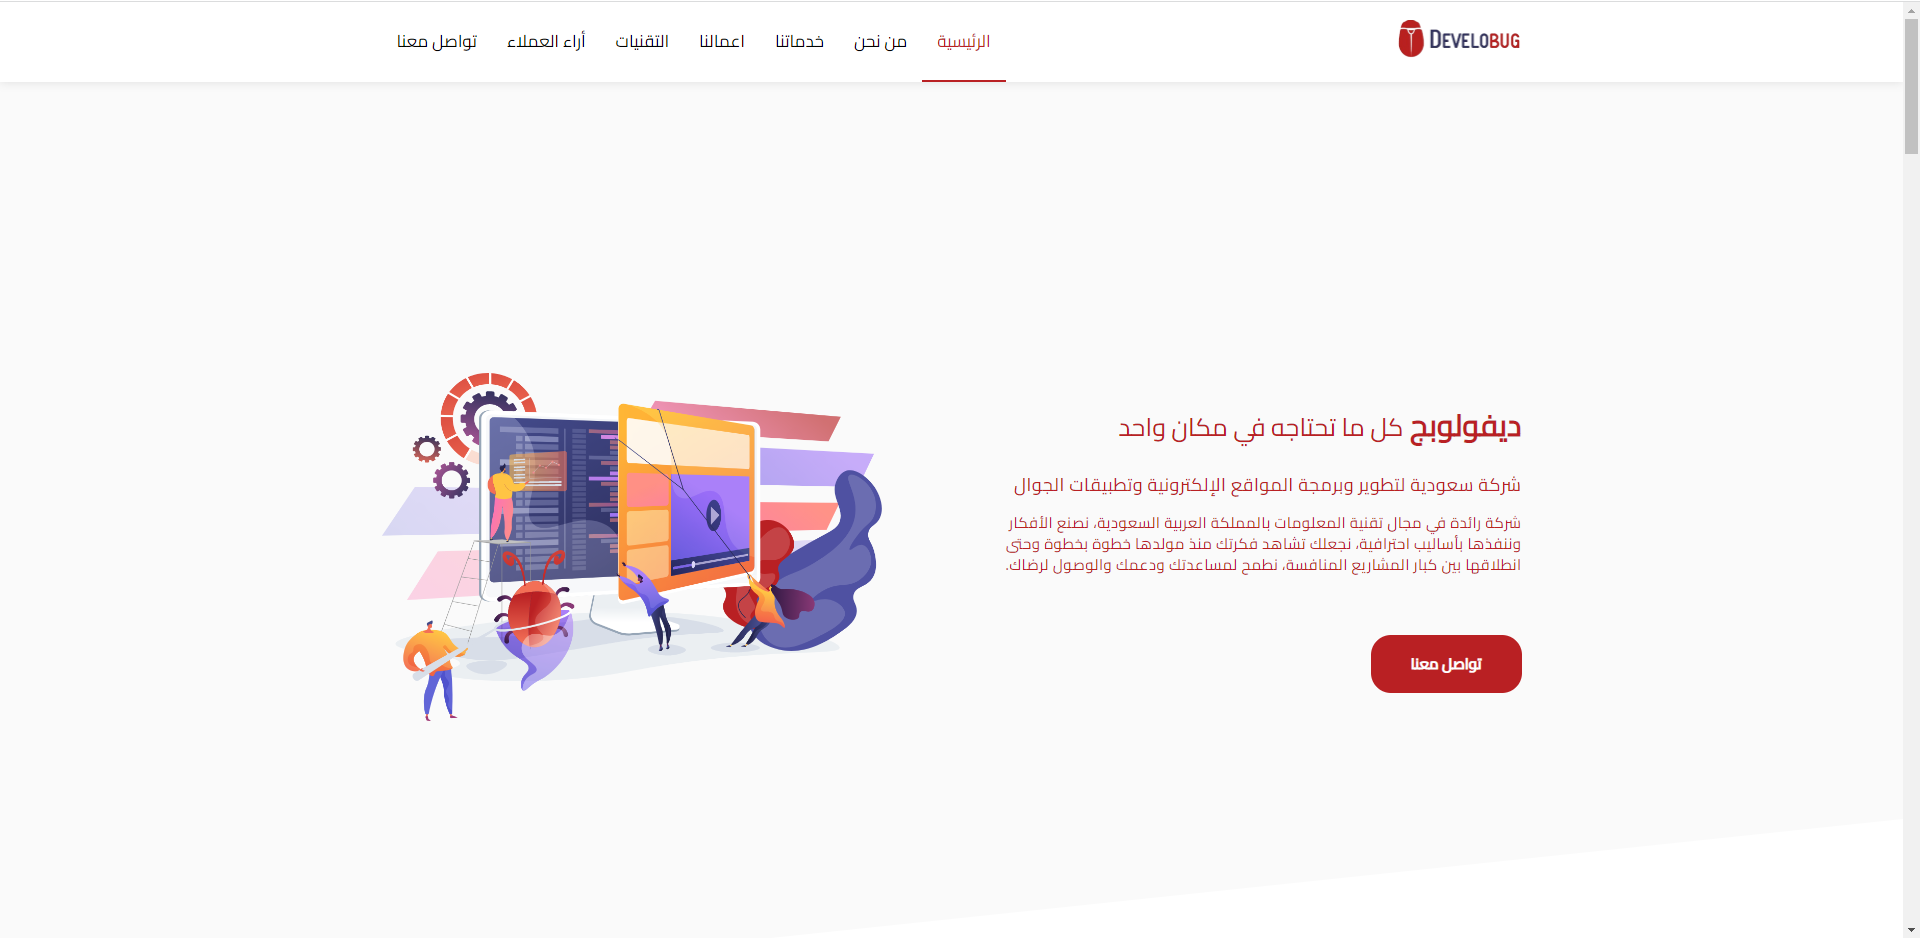 DEVELOBUG
الرئيسية
من نحن
خدماتنا
اعمالنا
التقنيات
أراء العملاء
تواصل معنا
ديفولوبج كل ما تحتاجه في مكان واحد
شركة سعودية لتطوير وبرمجة المواقع الإلكترونية وتطبيقات الجوال
شركة رائدة في مجال تقنية المعلومات بالمملكة العربية السعودية، نصنع الأفكار
وننفذها بأساليب احترافية، نجعلك تشاهد فكرتك منذ مولدها خطوة بخطوة وحتى
انطلاقها بين كبار المشاريع المنافسة، نطمح لمساعدتك ودعمك والوصول لرضاك.
تواصل معنا